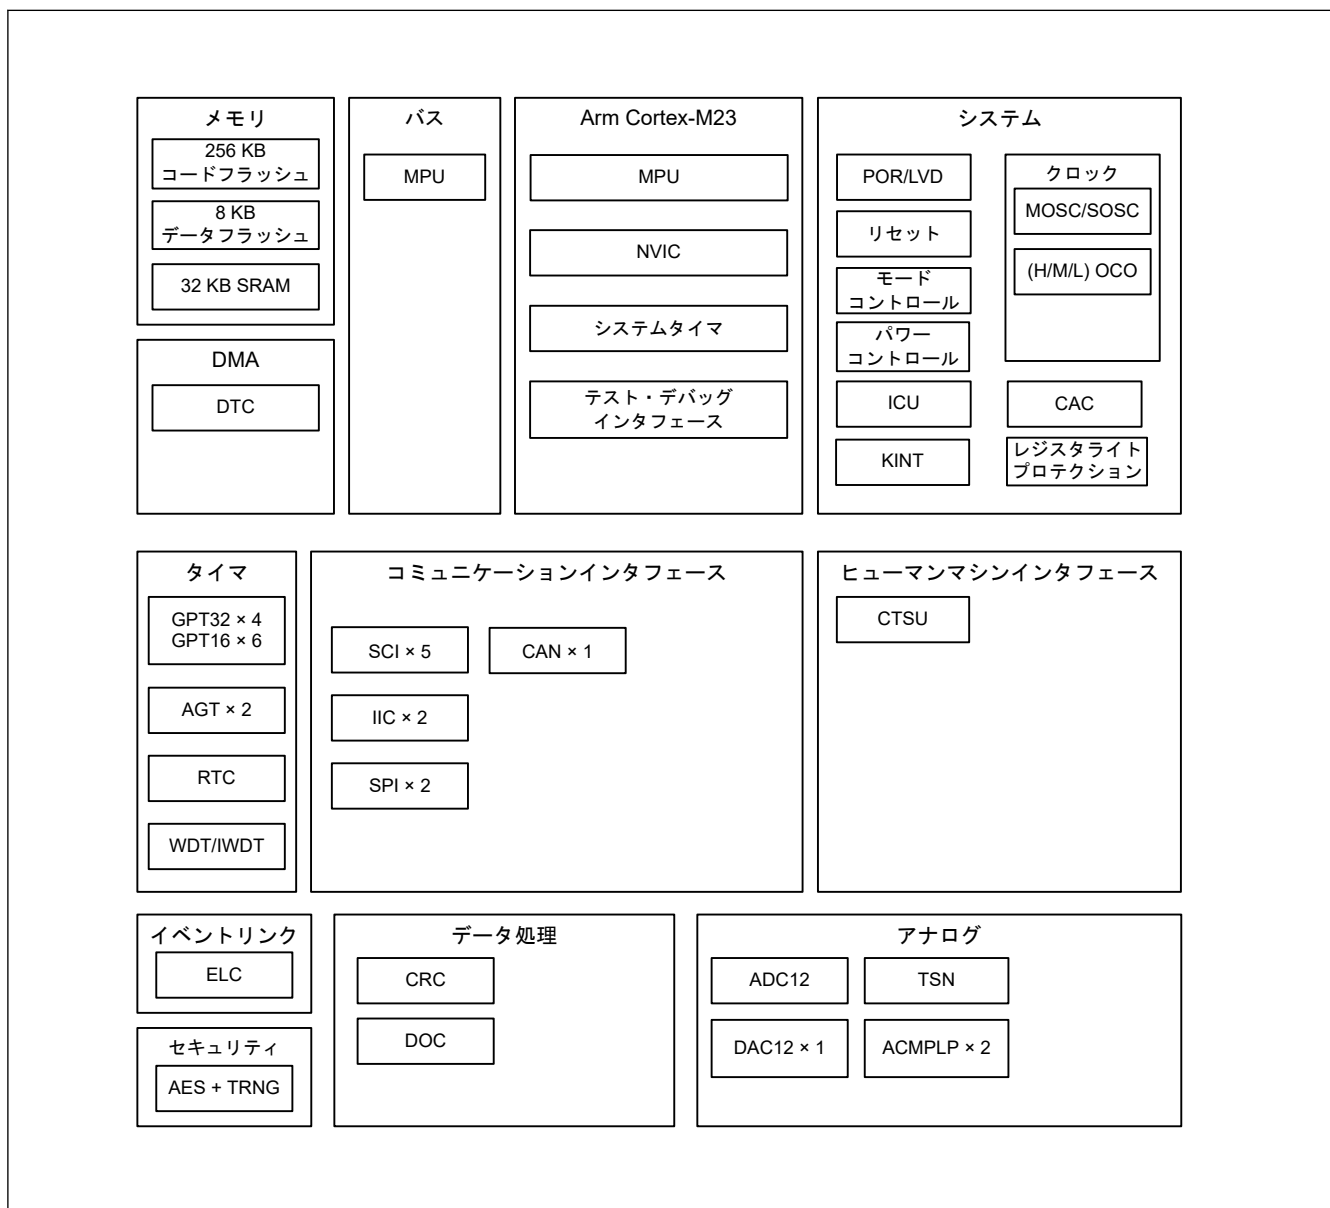 メモリ
256 KB
コードフラッシュ
8 KB
データフラッシュ
32 KB SRAM
DMA
DTC
バス
MPU
Arm Cortex-M23
MPU
NVIC
システムタイマ
テスト・デバッグ
インタフェース
システム
POR/LVD
リセット
モード
コントロール
パワー
コントロール
ICU
KINT
クロック
MOSC/SOSC
(H/M/L) OCO
CAC
レジスタライト
プロテクション
タイマ
GPT32 × 4
GPT16 × 6
AGT × 2
RTC
WDT/IWDT
コミュニケーションインタフェース
SCI × 5
CAN × 1
IIC × 2
SPI × 2
ヒューマンマシンインタフェース
CTSU
イベントリンク
ELC
セキュリティ
AES + TRNG
データ処理
CRC
DOC
アナログ
ADC12
TSN
DAC12 × 1
ACMPLP × 2